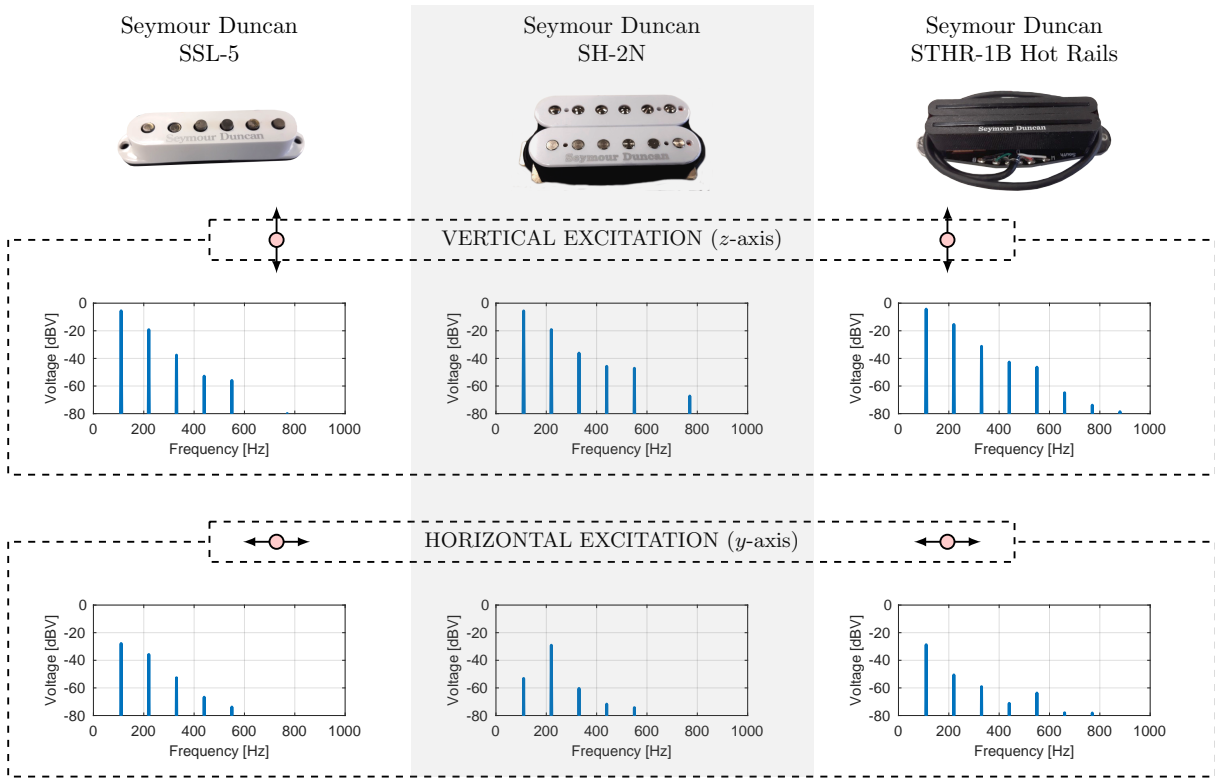 Seymour Duncan
SSL-5
Seymour Duncan
SH-2N
Seymour Duncan
STHR-1B Hot Rails
Seymour Duncan
Seymour Duncan
Seymour Duncan
VERTICAL EXCITATION (z-axis)
0
-20
-40
-60
-80
Voltage [dBV]
0 200 400 600 800 1000
Frequency [Hz]
0
-20
-40
-60
-80
Voltage [dBV]
0 200 400 600 800 1000
Frequency [Hz]
0
-20
-40
-60
-80
Voltage [dBV]
0 200 400 600 800 1000
Frequency [Hz]
HORIZONTAL EXCITATION (y-axis)
0
-20
-40
-60
-80
Voltage [dBV]
0 200 400 600 800 1000
Frequency [Hz]
0
-20
-40
-60
-80
Voltage [dBV]
0 200 400 600 800 1000
Frequency [Hz]
0
-20
-40
-60
-80
Voltage [dBV]
0 200 400 600 800 1000
Frequency [Hz]